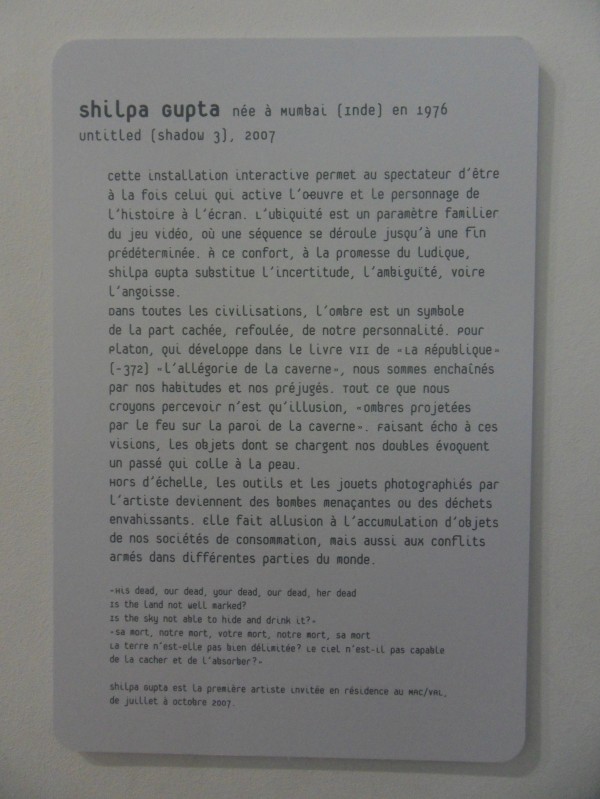 shilpa gupta née à mumbai (inde) en 1976
untitled (shadow 3), 2007
cette installation interactive permet au spectateur d'être
à la fois celui qui active l'oeuvre et le personnage de
l'histoire à l'écran. L'ubiquité est un paramètre familier
du jeu vidéo, où une séquence se déroule jusqu'à une fin
prédéterminée. À ce confort, à la promesse du ludique,
shilpa gupta substitue l'incertitude, l'ambiguïté, voire
l'angoisse.
Dans toutes les civilisations, l'ombre est un symbole
de la part cachée, refoulée, de notre personnalité. Pour
Platon, qui développe dans le livre VII de «La République»
(-372) «l'allégorie de la caverne», nous sommes enchaînés
par nos habitudes et nos préjugés. Tout ce que nous
croyons percevoir n'est qu'illusion, «ombres projetées
par le feu sur la paroi de la caverne». Faisant écho à ces
visions, les objets dont se chargent nos doubles évoquent
un passé qui colle à la peau.
Hors d'échelle, les outils et les jouets photographiés par
l'artiste deviennent des bombes menaçantes ou des déchets
envahissants. Elle fait allusion à l'accumulation d'objets
de nos sociétés de consommation, mais aussi aux conflits
armés dans différentes parties du monde.
«His dead, our dead, your dead, our dead, her dead
Is the land not well marked?
Is the sky not able to hide and drink it?»
«sa mort, notre mort, votre mort, notre mort, sa mort
La terre n'est-elle pas bien délimitée? Le ciel n'est-il pas capable
de la cacher et de l'absorber?»
shilpa gupta est la première artiste invitée en résidence au MAC/VAL,
de juillet à octobre 2007.